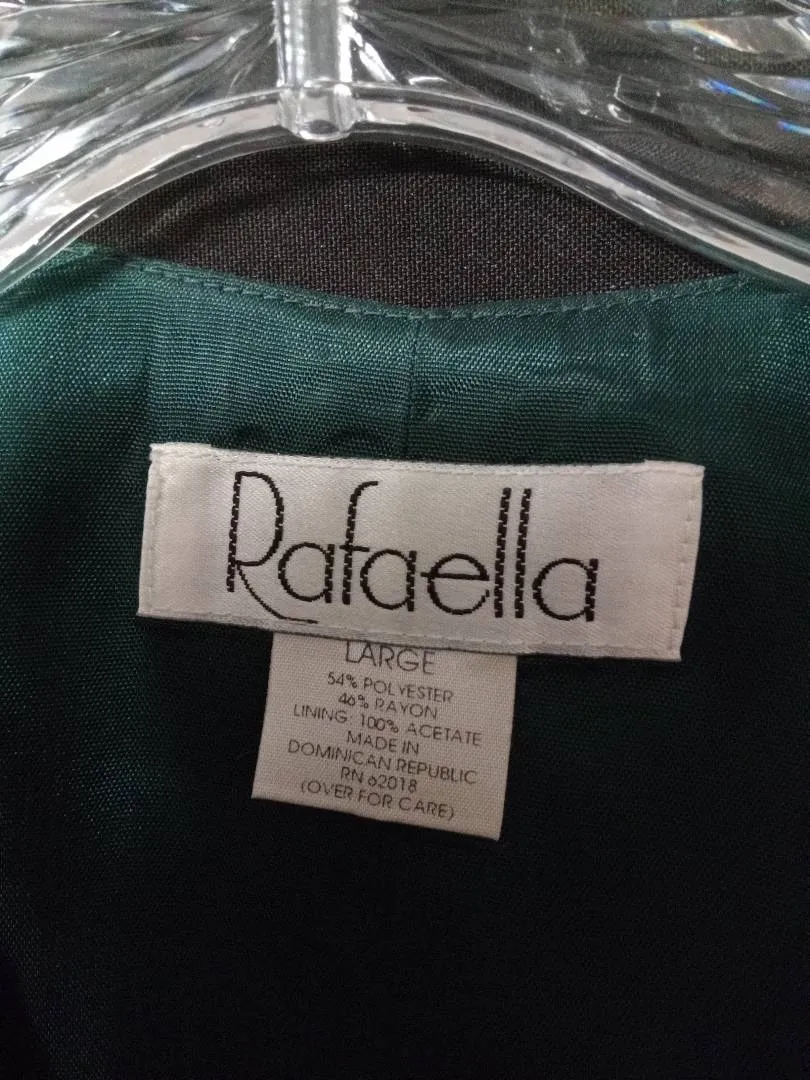 Rafaella
LARGE
54% POLYESTER
46% RAYON
LINING: 100% ACETATE
MADE IN
DOMINICAN REPUBLIC
RN 62018
(OVER FOR CARE)